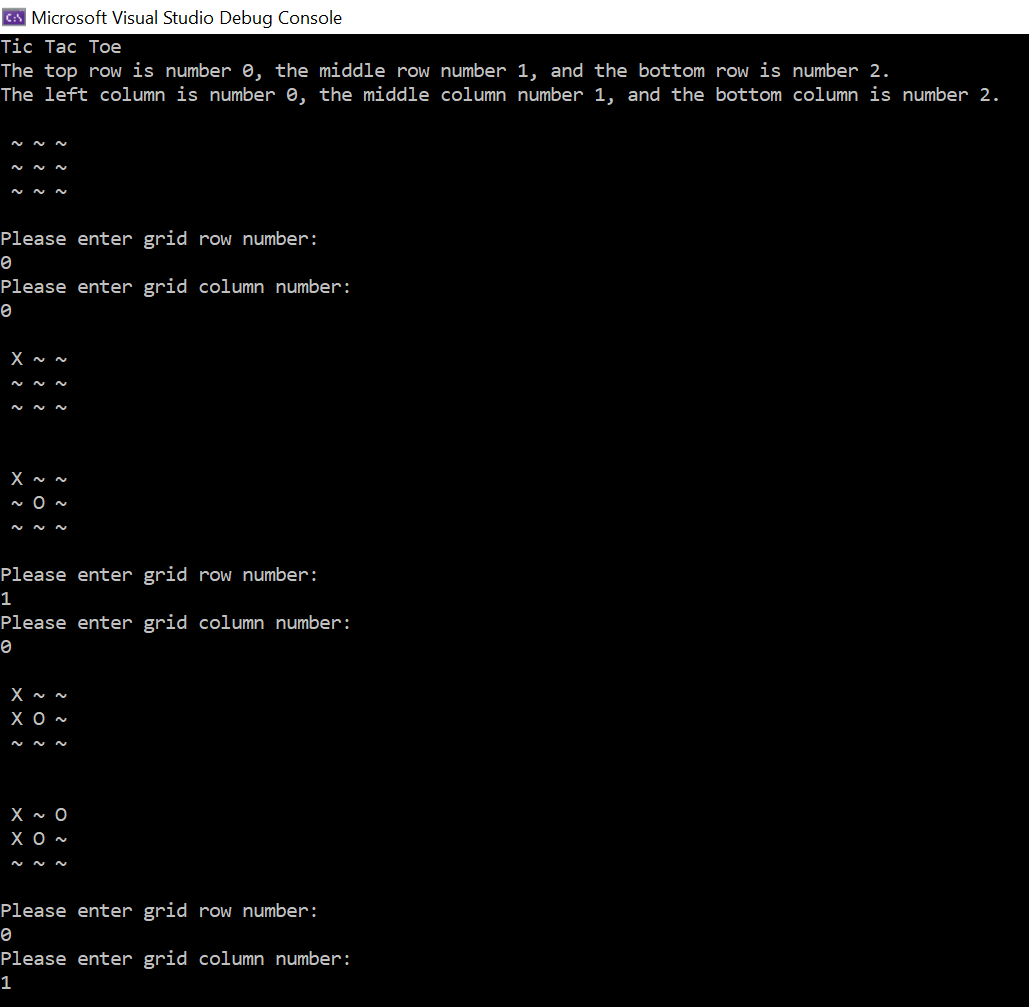 Microsoft Visual Studio Debug Console
Tic Tac Toe
The top row is number 0, the middle row number 1, and the bottom row is number 2.
The left column is number 0, the middle column number 1, and the bottom column is number 2.
~ ~ ~
~ ~ ~
~ ~ ~
Please enter grid row number:
0
Please enter grid column number:
0
X ~ ~
~ ~ ~
~ ~ ~
X ~ ~
~ O ~
~ ~ ~
Please enter grid row number:
1
Please enter grid column number:
0
X ~ ~
X O ~
~ ~ ~
X ~ O
X O ~
~ ~ ~
Please enter grid row number:
0
Please enter grid column number:
1